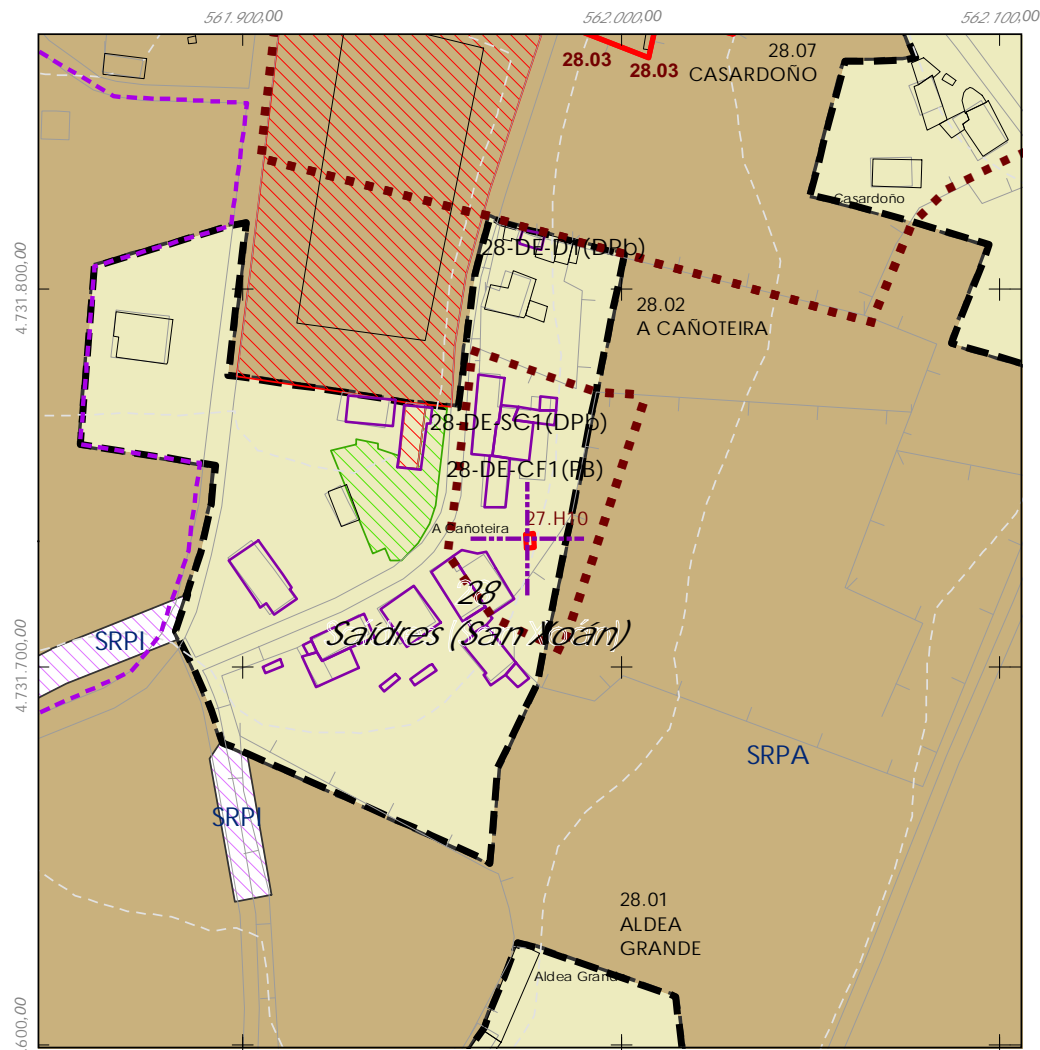 561.900,00
562.000,00
562.100,00
28.03
28.03
28.07
CASARDOÑO
Casardoño
28-DE-D1(DPb)
4.731.800,00
28.02
A CAÑOTEIRA
28-DE-SC1(DPb)
28-DE-CF1(PB)
27.H10
A Cañoteira
28
Saídres (San Xoán)
SRPI
4.731.700,00
SRPA
SRPI
28.01
ALDEA
GRANDE
Aldea Grande
.600,00